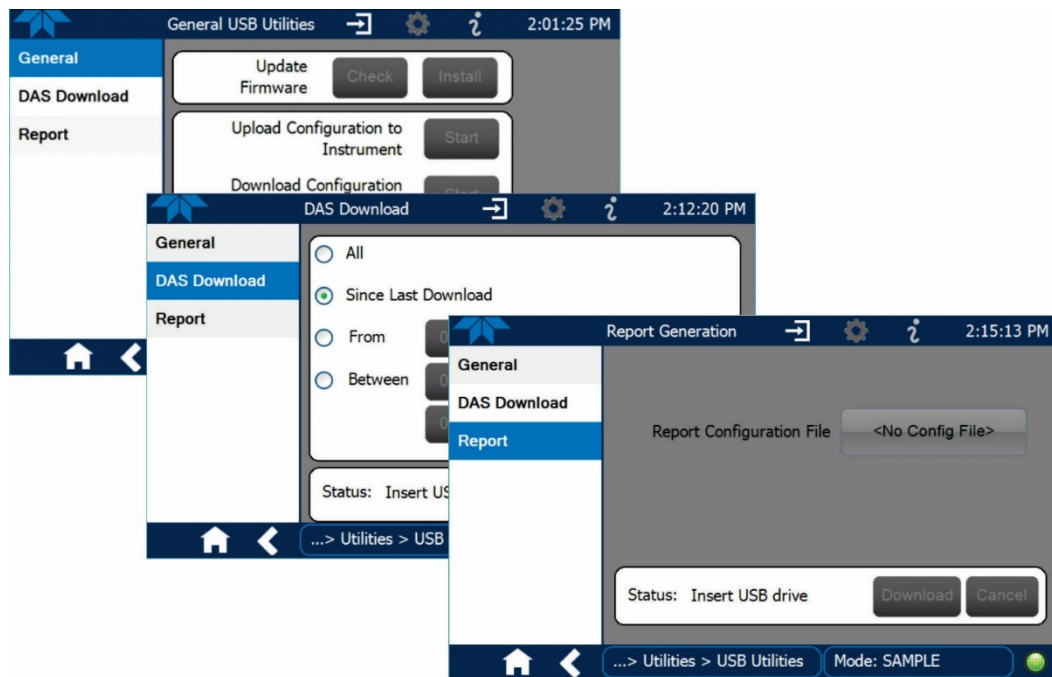 General USB Utilities 2:01:25 PM
General
DAS Download
Report
Update
Firmware
Check
Install
Upload Configuration to
Instrument
Start
Download Configuration
Start
DAS Download 2:12:20 PM
General
DAS Download
Report
All
Since Last Download
From
Between
Status: Insert US
...> Utilities > USB
Report Generation 2:15:13 PM
General
DAS Download
Report
Report Configuration File
<No Config File>
Status: Insert USB drive
Download
Cancel
...> Utilities > USB Utilities
Mode: SAMPLE